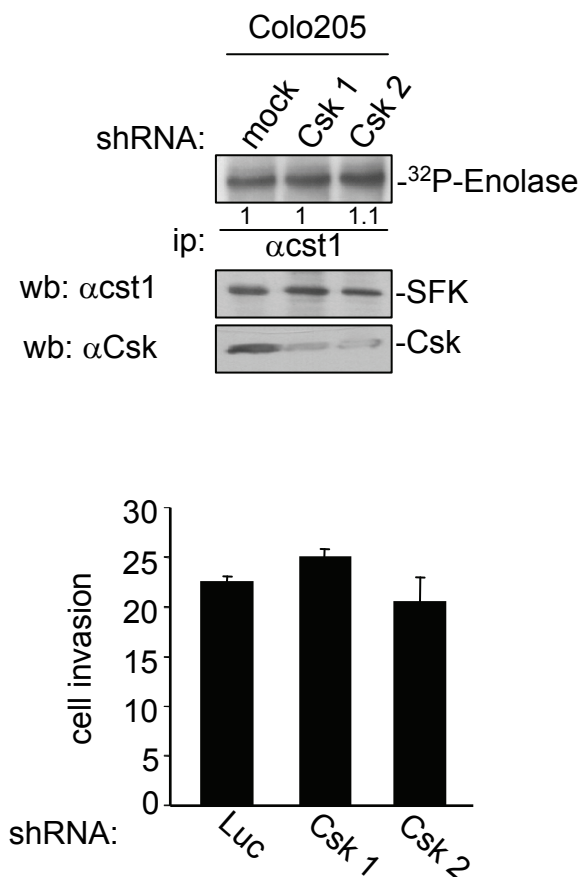 Colo205
shRNA: mock Csk 1 Csk 2
-³²P-Enolase
1 1 1.1
ip: αcst1
wb: αcst1 -SFK
wb: αCsk -Csk
30
25
20
15
10
5
0
cell invasion
shRNA: Luc Csk 1 Csk 2